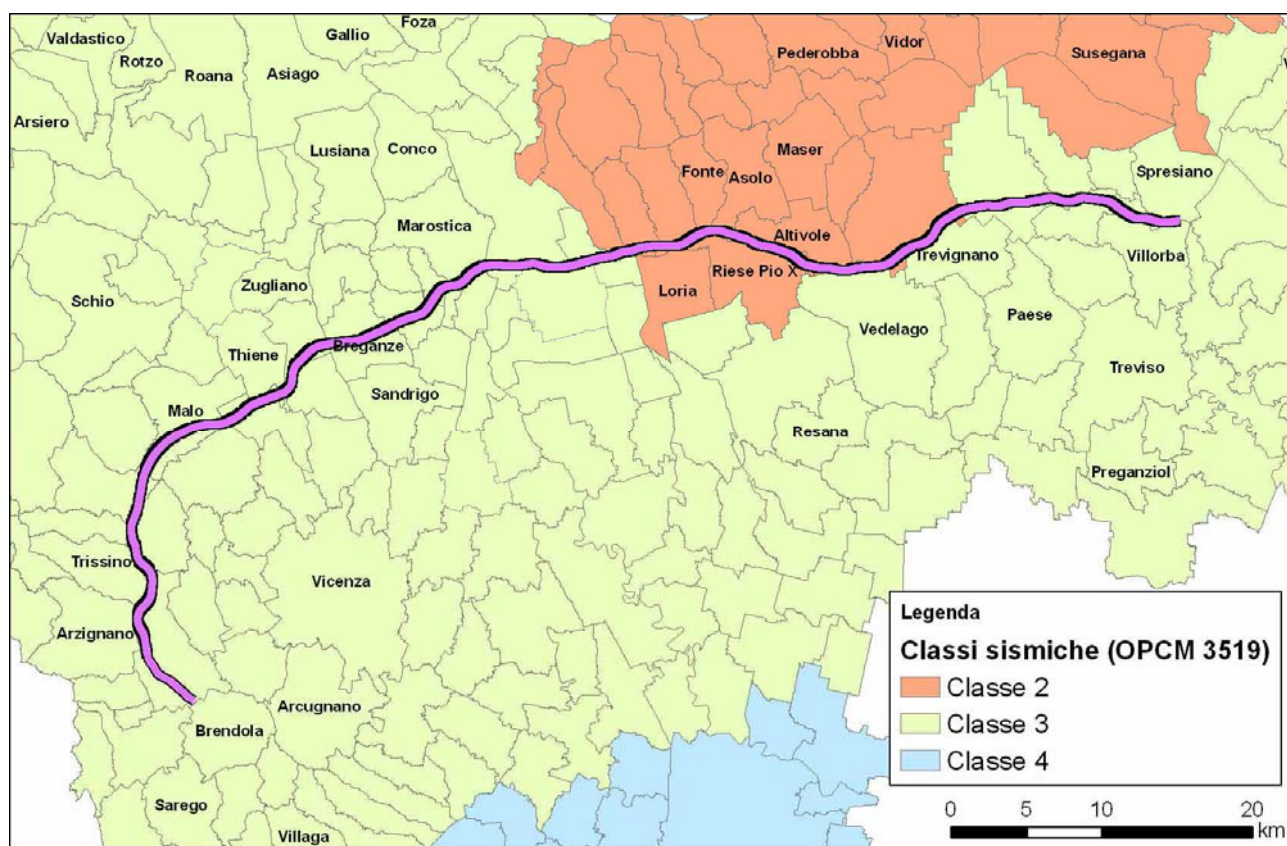 Foza
Valdastico
Gallio
Vidor
Rotzo
Pederobba
Susegana
Roana
Asiago
Arsiero
Lusiana
Conco
Maser
Fonte
Asolo
Spresiano
Marostica
Altivole
Trevignano
Villorba
Zugliano
Riese Pio X
Schio
Loria
Paese
Vedelago
Breganze
Thiene
Treviso
Sandrigo
Malo
Resana
Preganziol
Trissino
Vicenza
Arzignano
Arcugnano
Brendola
Sarego
Villaga
Legenda
Classi sismiche (OPCM 3519)
Classe 2
Classe 3
Classe 4
0 5 10 20
km